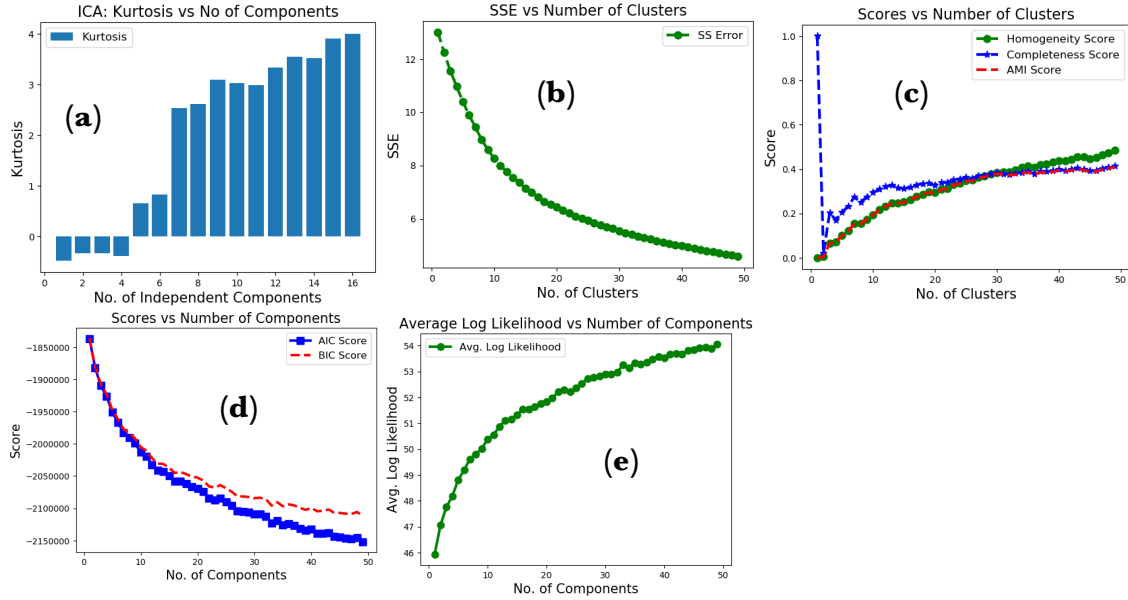 ICA: Kurtosis vs No of Components
Kurtosis
(a)
Kurtosis
4
3
2
1
0
0 2 4 6 8 10 12 14 16
No. of Independent Components
SSE vs Number of Clusters
SS Error
(b)
SSE
12
10
8
6
0 10 20 30 40 50
No. of Clusters
Scores vs Number of Clusters
Homogeneity Score
Completeness Score
AMI Score
(c)
Score
1.0
0.8
0.6
0.4
0.2
0.0
0 10 20 30 40 50
No. of Clusters
Scores vs Number of Components
AIC Score
BIC Score
(d)
Score
−1850000
−1900000
−1950000
−2000000
−2050000
−2100000
−2150000
0 10 20 30 40 50
No. of Components
Average Log Likelihood vs Number of Components
Avg. Log Likelihood
(e)
Avg. Log Likelihood
54
53
52
51
50
49
48
47
46
0 10 20 30 40 50
No. of Components